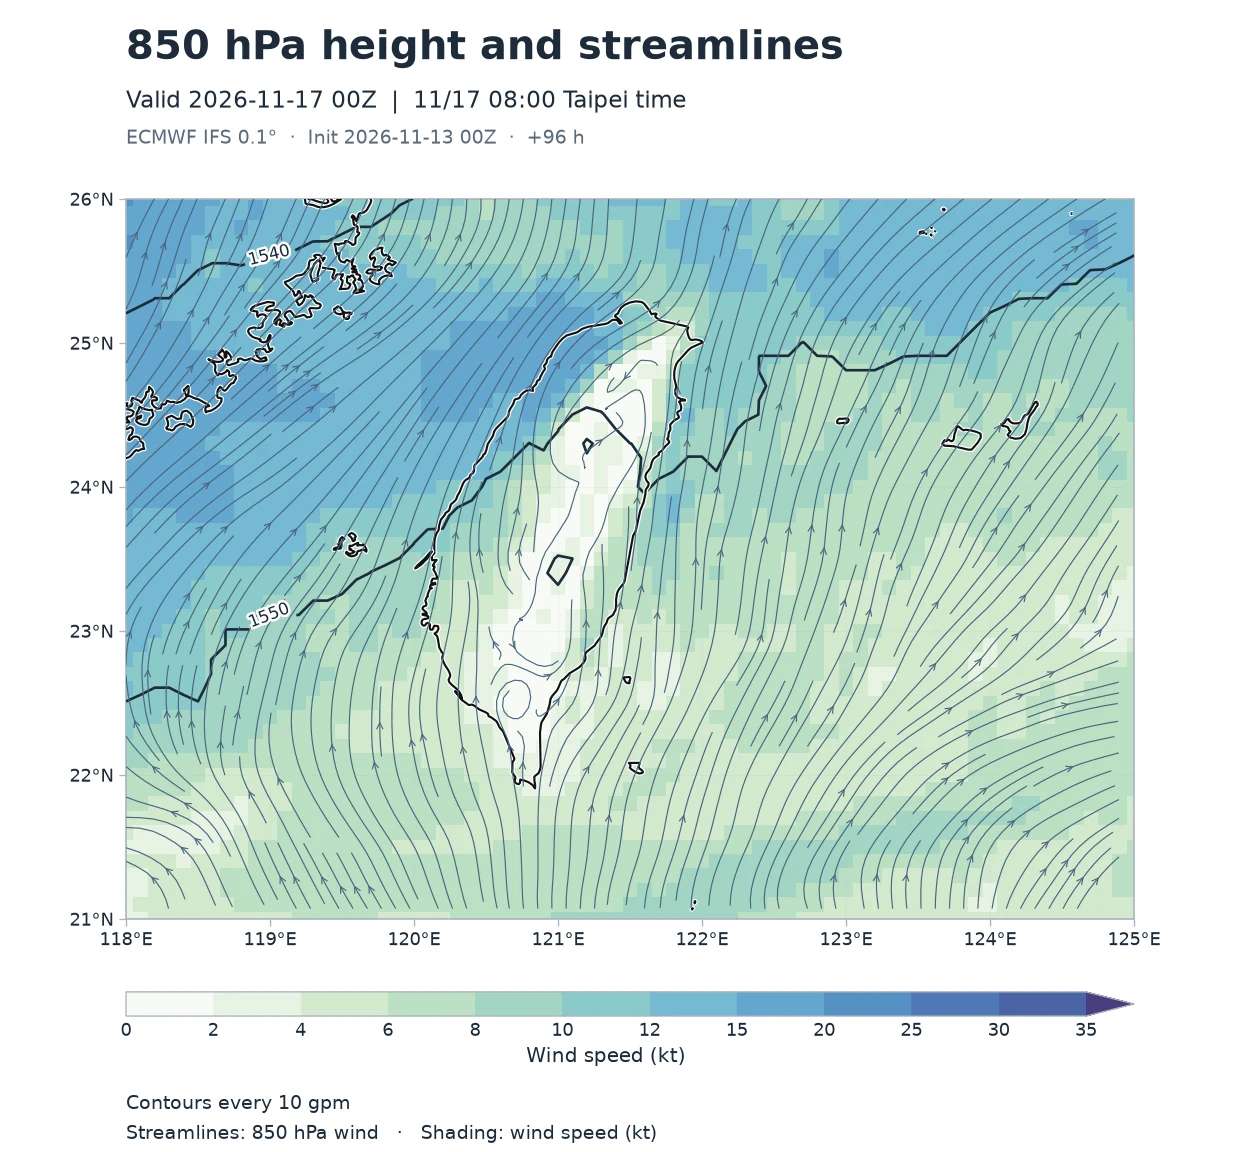 850 hPa height and streamlines
Valid 2026-11-17 00Z | 11/17 08:00 Taipei time
ECMWF IFS 0.1° · Init 2026-11-13 00Z · +96 h
26°N
1540
25°N
24°N
1550
23°N
22°N
21°N
118°E 119°E 120°E 121°E 122°E 123°E 124°E 125°E
0 2 4 6 8 10 12 15 20 25 30 35
Wind speed (kt)
Contours every 10 gpm
Streamlines: 850 hPa wind · Shading: wind speed (kt)